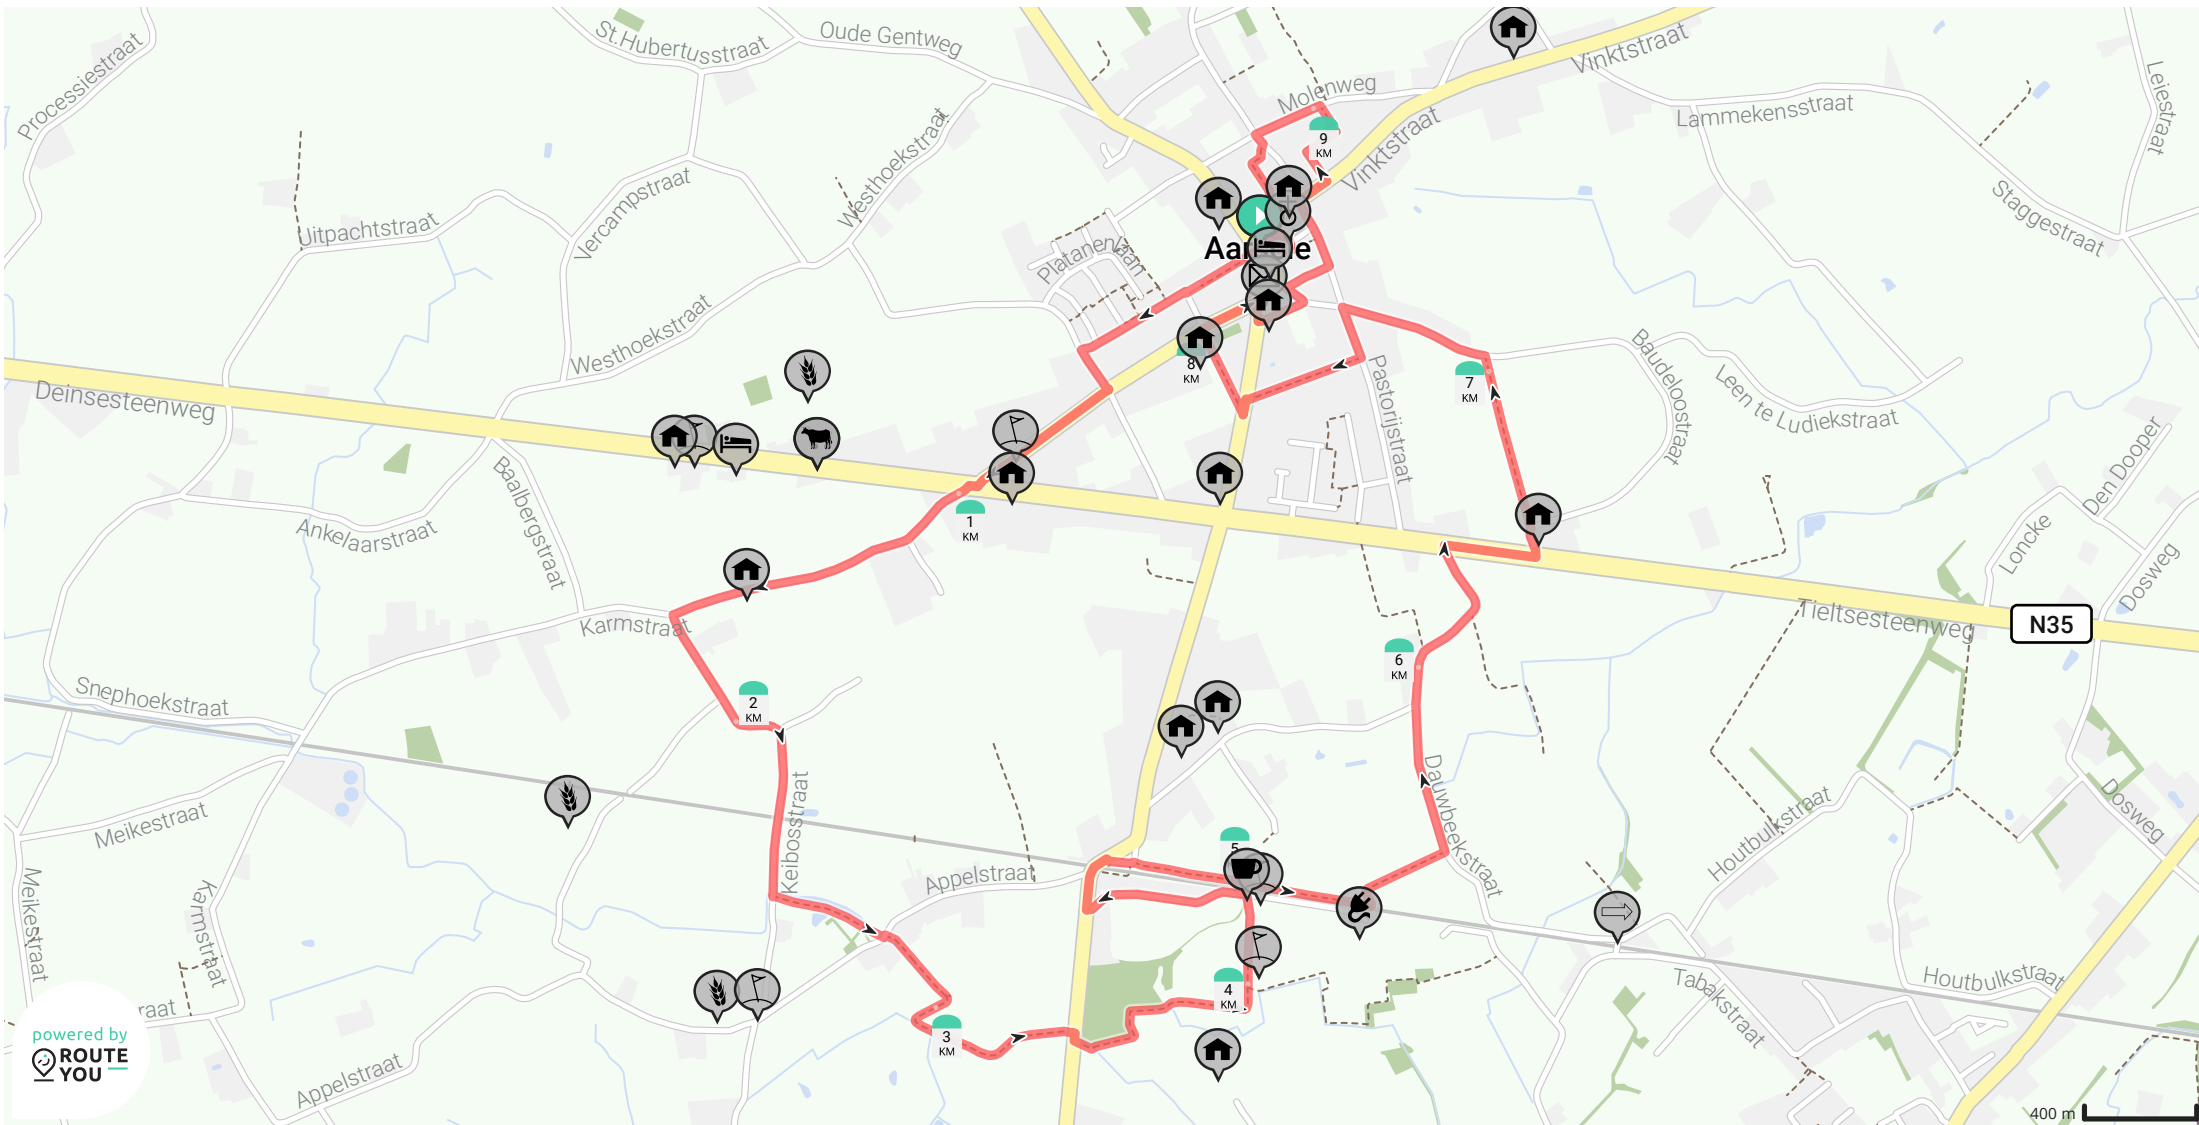 Processiestraat
St.Hubertusstraat
Oude Gentweg
Vinktstraat
Molenweg
Lammekensstraat
Leiestraat
9
KM
Vinktstraat
Westhoekstraat
Vercampstraat
Uitpachtstraat
Staggestraat
Platanenlaan
Westhoekstraat
Deinsesteenweg
8
KM
7
KM
Pastorijstraat
Baudeloostraat
Leen te Ludiekstraat
Den Dooper
Loncke
Dosweg
Baalbergstraat
Ankelaarstraat
1
KM
Karmstraat
Tieltsesteenweg
N35
6
KM
Snephoekstraat
2
KM
Meikestraat
Keibosstraat
Dauwbeekstraat
Houtbulkstraat
Dosweg
5
Appelstraat
Meikestraat
Karmstraat
4
KM
Tabakstraat
Houtbulkstraat
3
KM
raat
Appelstraat
powered by
ROUTE
YOU
400 m